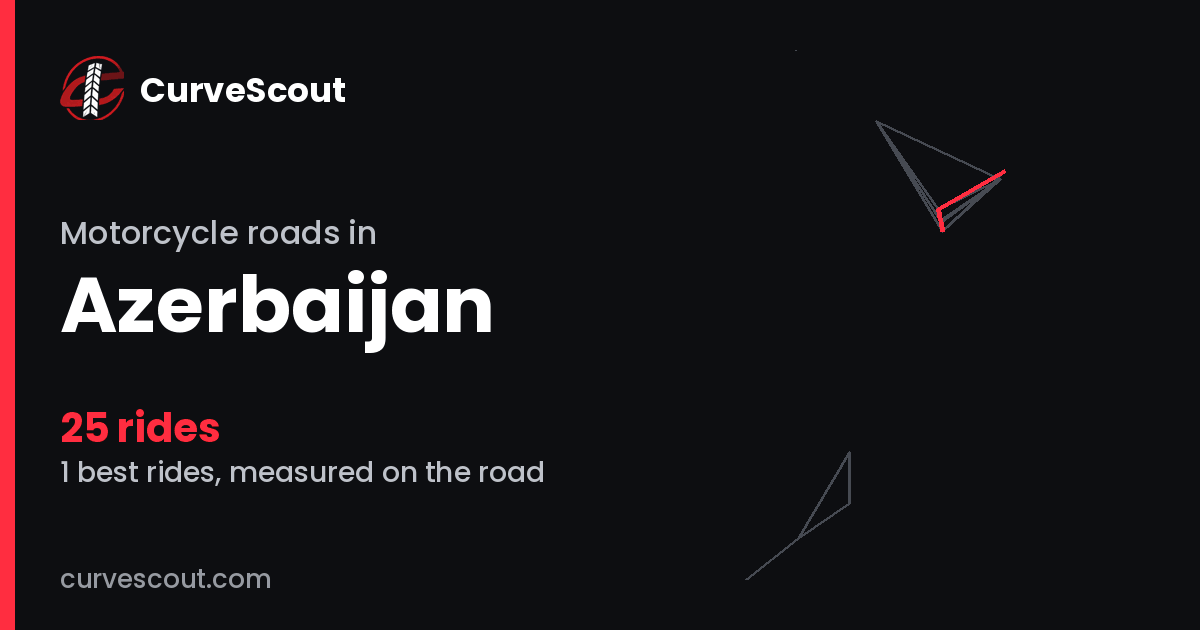 CurveScout
Motorcycle roads in
Azerbaijan
25 rides
1 best rides, measured on the road
curvescout.com